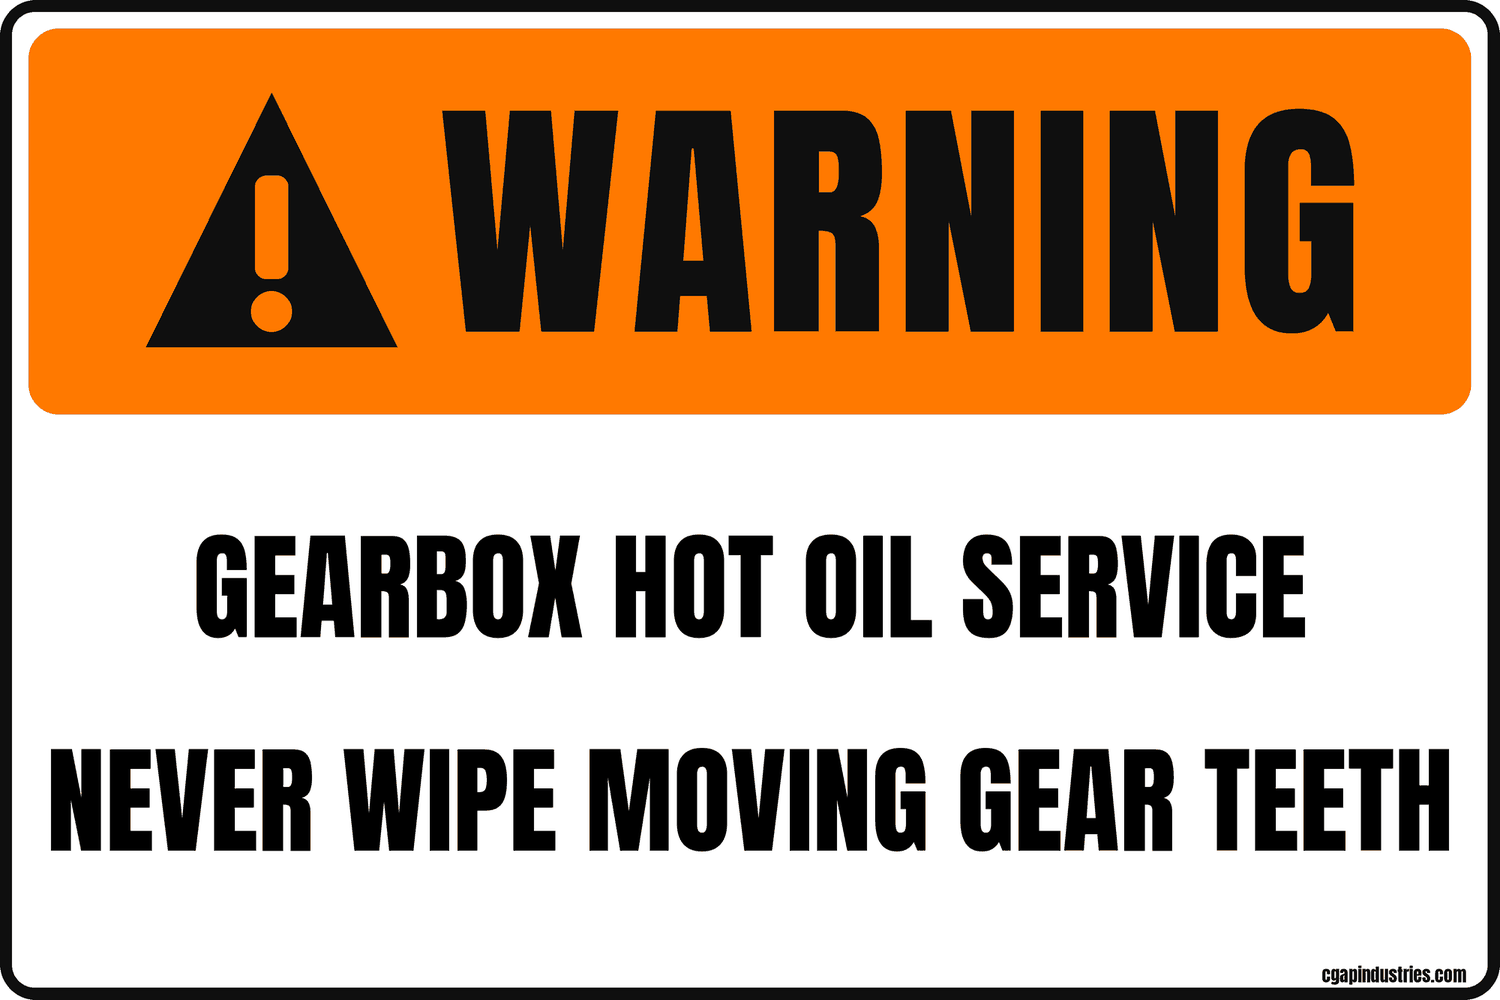 WARNING
GEARBOX HOT OIL SERVICE
NEVER WIPE MOVING GEAR TEETH
cgapindustries.com